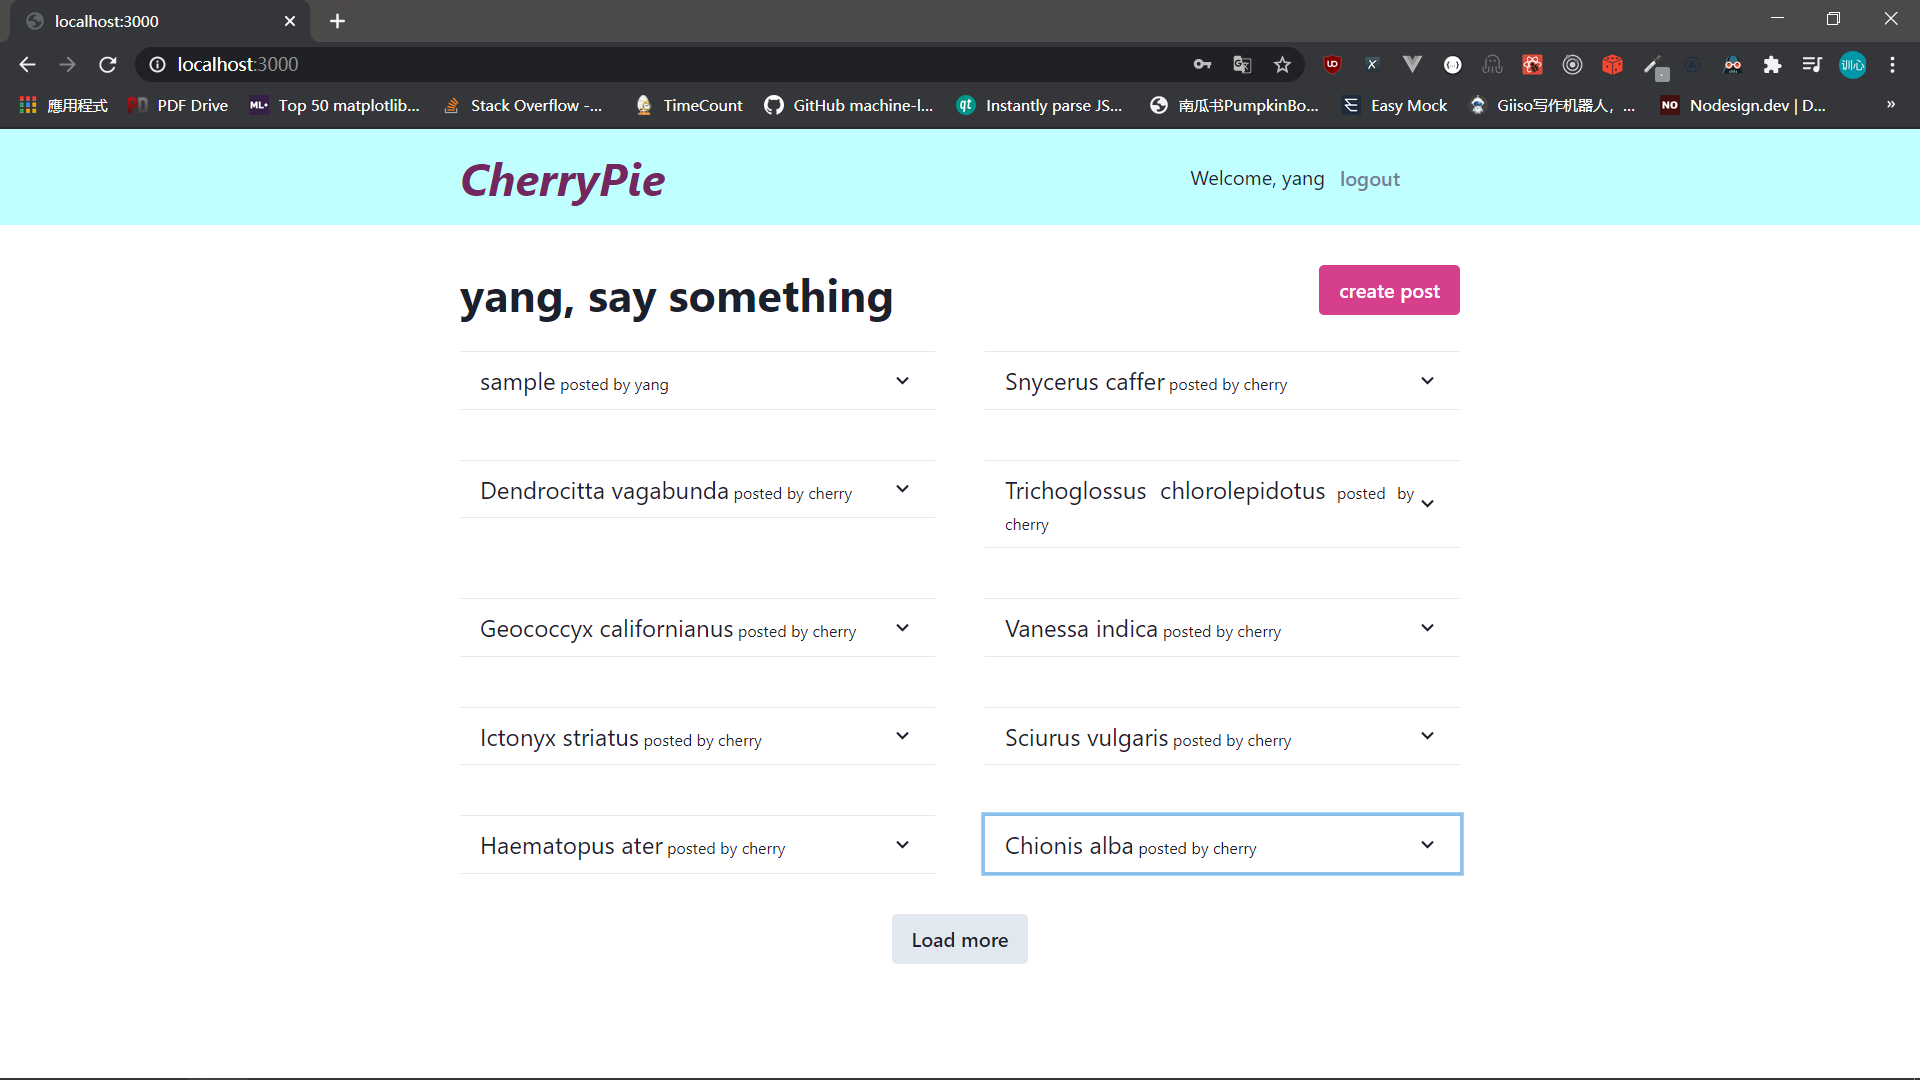 localhost:3000
localhost:3000
應用程式
PDF Drive
ML+ Top 50 matplotlib...
Stack Overflow -...
TimeCount
GitHub machine-l...
qt Instantly parse JS...
南瓜书PumpkinBo...
Easy Mock
Giiso写作机器人，...
NO Nodesign.dev | D...
»
CherryPie
Welcome, yang logout
yang, say something
create post
sample posted by yang
Snycerus caffer posted by cherry
Dendrocitta vagabunda posted by cherry
Trichoglossus chlorolepidotus posted by
cherry
Geococcyx californianus posted by cherry
Vanessa indica posted by cherry
Ictonyx striatus posted by cherry
Sciurus vulgaris posted by cherry
Haematopus ater posted by cherry
Chionis alba posted by cherry
Load more